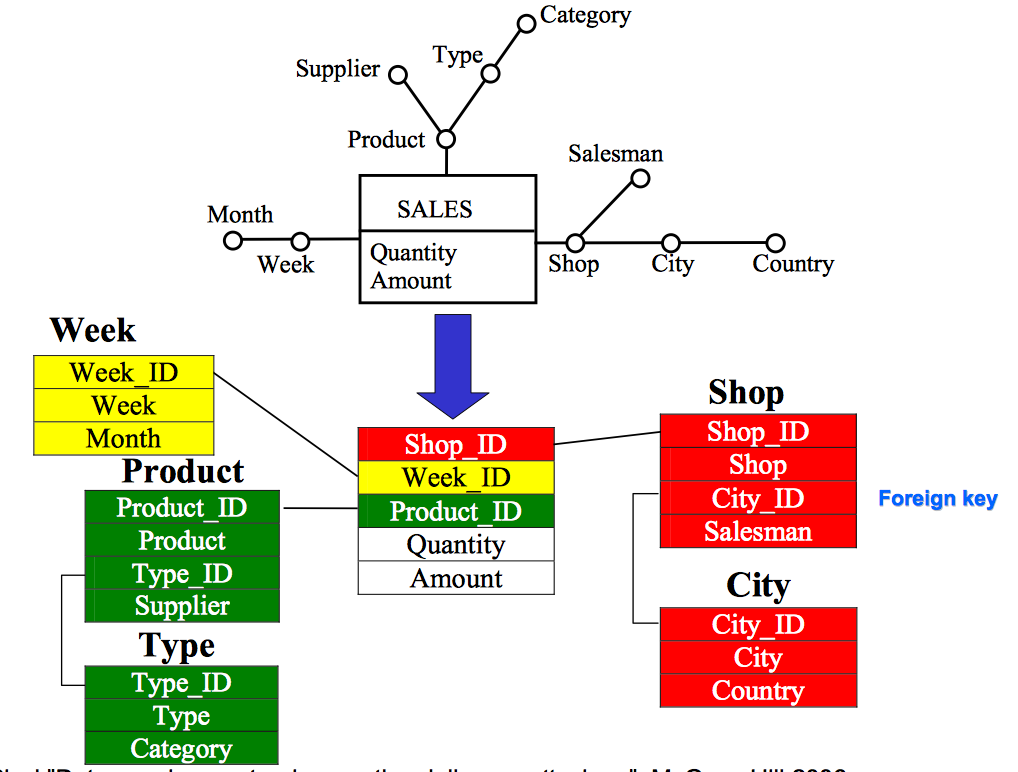 Category
Type
Supplier
Product
Salesman
Month
SALES
Week
Quantity
Amount
Shop
City
Country
Week
Week_ID
Week
Month
Product
Product_ID
Product
Type_ID
Supplier
Type
Type_ID
Type
Category
Shop_ID
Week_ID
Product_ID
Quantity
Amount
Shop
Shop_ID
Shop
City_ID
Salesman
Foreign key
City
City_ID
City
Country